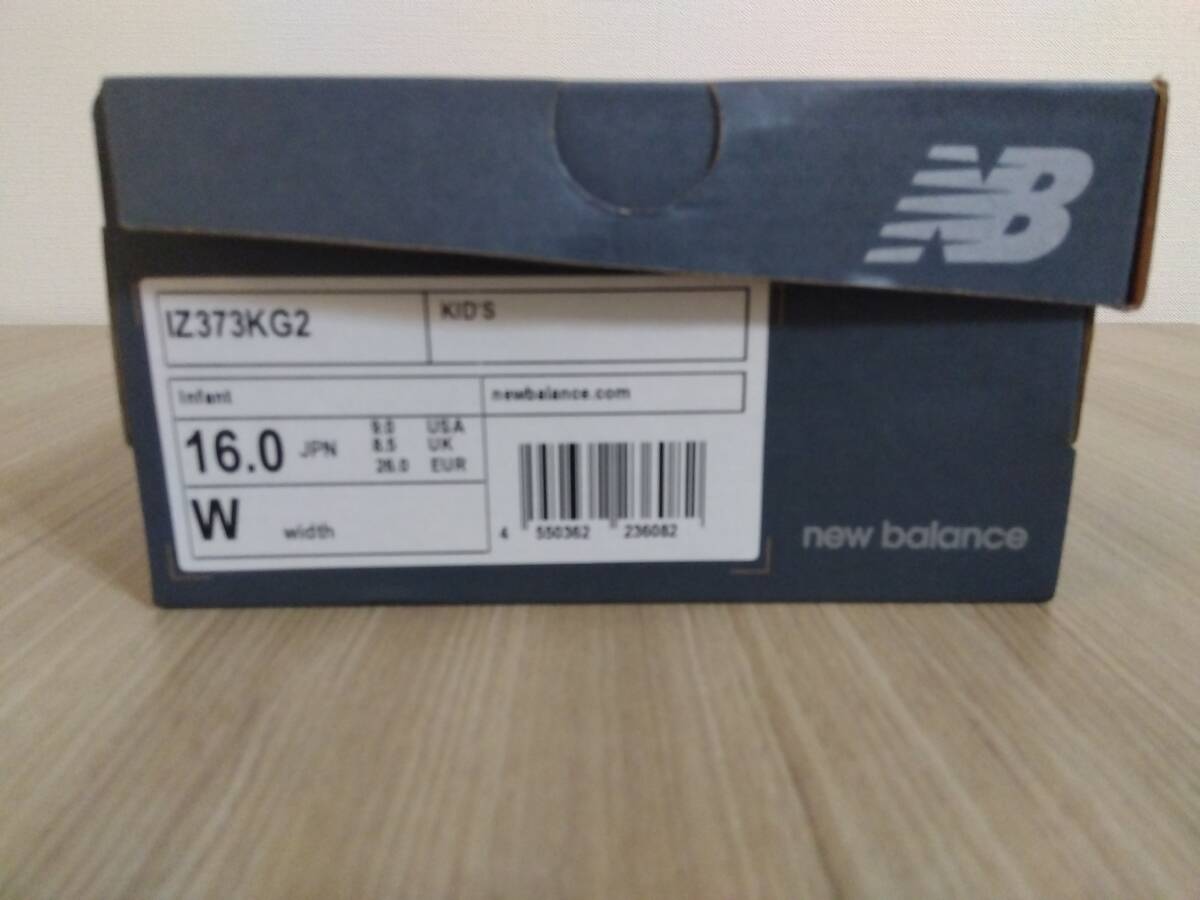 NB
IZ373KG2
KID'S
Infant
newbalance.com
16.0 JPN
9.0 USA
8.5 UK
26.0 EUR
W width
4 550362 236082
new balance